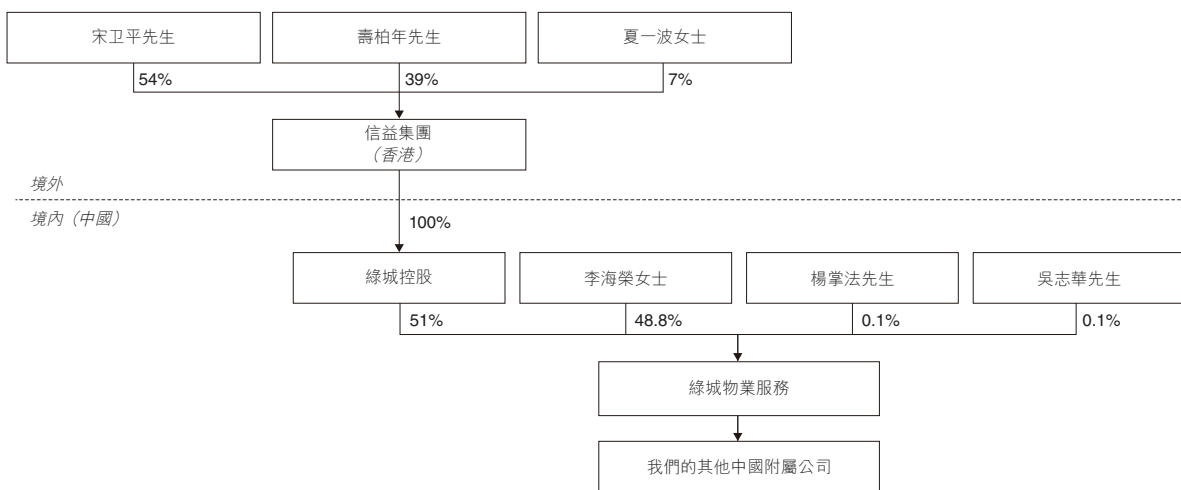 宋卫平先生
壽柏年先生
夏一波女士
54%
39%
7%
信益集團
（香港）
境外
境內（中國）
100%
綠城控股
李海榮女士
楊掌法先生
吳志華先生
51%
48.8%
0.1%
0.1%
綠城物業服務
我們的其他中國附屬公司